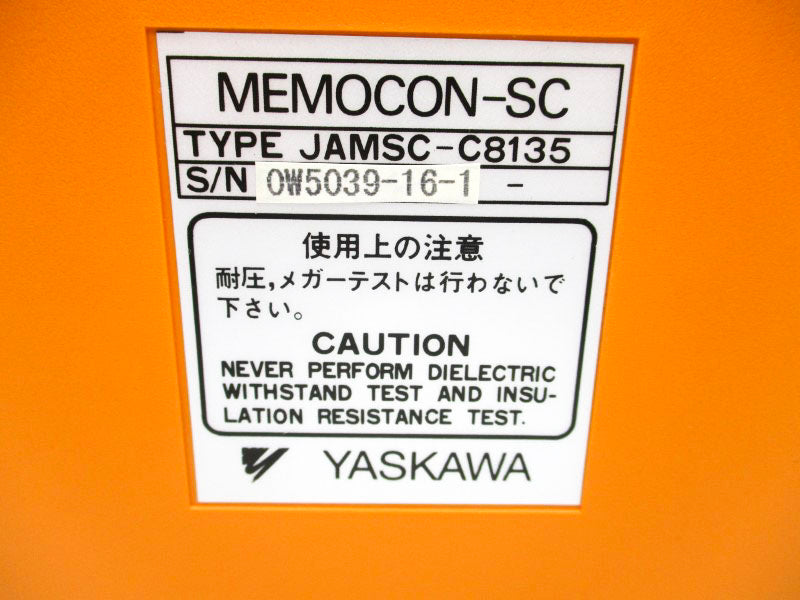 MEMOCON-SC
TYPE JAMSC-C8135
S/N 0W5039-16-1 -
使用上の注意
耐圧,メガーテストは行わないで
下さい。
CAUTION
NEVER PERFORM DIELECTRIC
WITHSTAND TEST AND INSU-
LATION RESISTANCE TEST.
YASKAWA